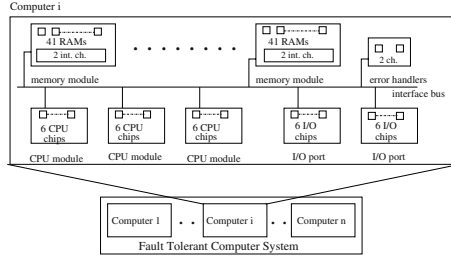 Computer i
41 RAMs
2 int. ch.
memory module
41 RAMs
2 int. ch.
memory module
2 ch.
error handlers
interface bus
6 CPU
chips
CPU module
6 CPU
chips
CPU module
6 CPU
chips
CPU module
6 I/O
chips
I/O port
6 I/O
chips
I/O port
Computer 1
Computer i
Computer n
Fault Tolerant Computer System